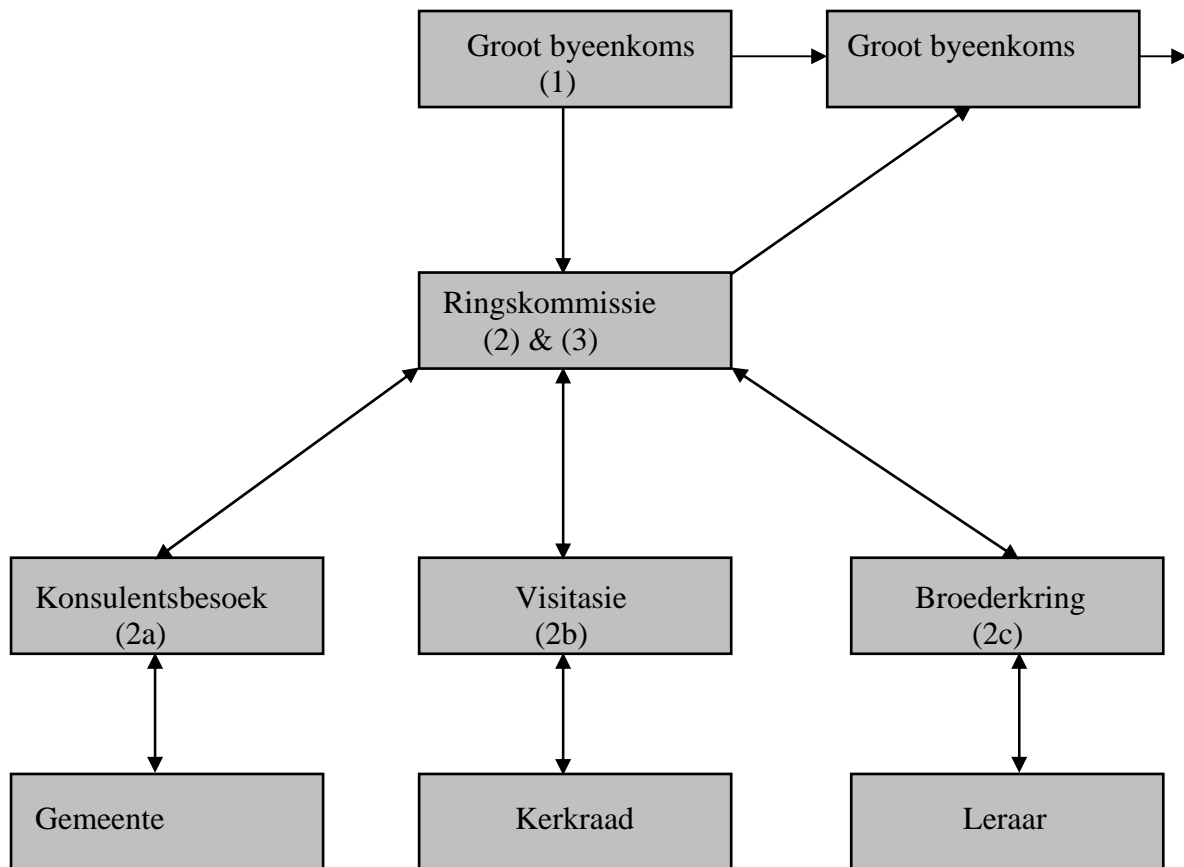 Groot byeenkoms
(1)
Groot byeenkoms
Ringskommissie
(2) & (3)
Konsulentsbesoek
(2a)
Visitasie
(2b)
Broederkring
(2c)
Gemeente
Kerkraad
Leraar